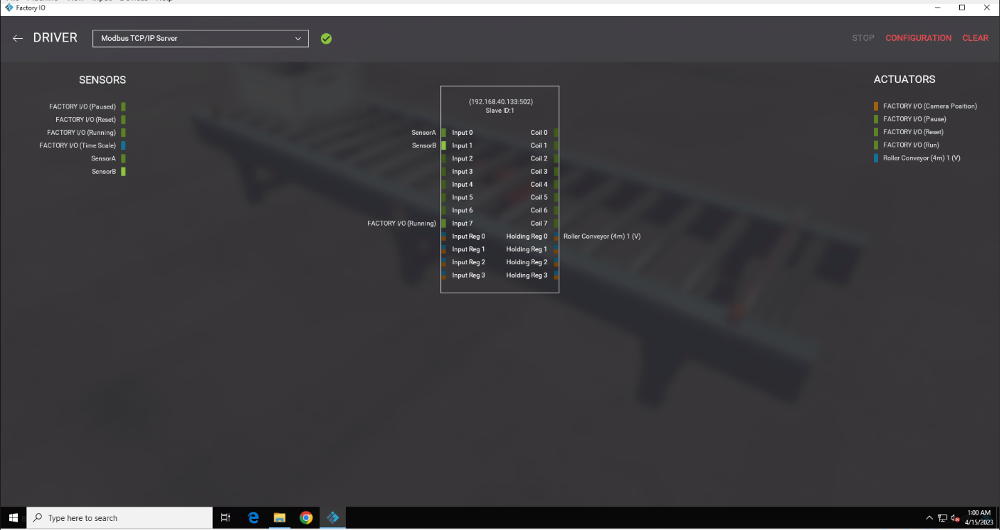 File Machine View Input Devices Help
Factory IO
DRIVER
Modbus TCP/IP Server
STOP CONFIGURATION CLEAR
SENSORS
FACTORY I/O (Paused)
FACTORY I/O (Reset)
FACTORY I/O (Running)
FACTORY I/O (Time Scale)
SensorA
SensorB
(192.168.40.133:502)
Slave ID:1
SensorA Input 0 Coil 0
SensorB Input 1 Coil 1
Input 2 Coil 2
Input 3 Coil 3
Input 4 Coil 4
Input 5 Coil 5
Input 6 Coil 6
FACTORY I/O (Running) Input 7 Coil 7
Input Reg 0 Holding Reg 0 Roller Conveyor (4m) 1 (V)
Input Reg 1 Holding Reg 1
Input Reg 2 Holding Reg 2
Input Reg 3 Holding Reg 3
ACTUATORS
FACTORY I/O (Camera Position)
FACTORY I/O (Pause)
FACTORY I/O (Reset)
FACTORY I/O (Run)
Roller Conveyor (4m) 1 (V)
Type here to search
1:00 AM
4/15/2023